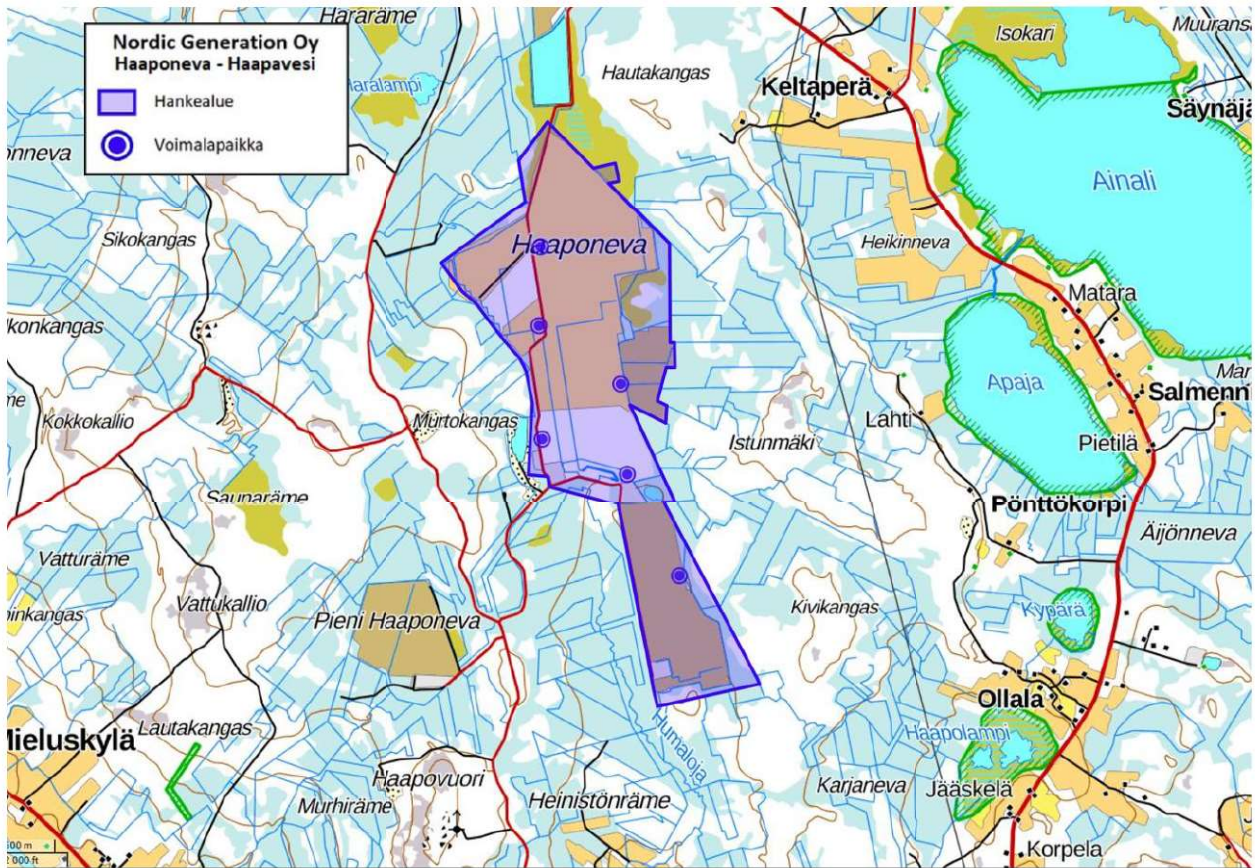 Nordic Generation Oy
Haaponeva - Haapavesi
Hankealue
Voimalapaikka
Hararäme
Haralampi
Hautakangas
Keltaperä
Isokari
Ainali
Sikokangas
Haaponeva
Heikinneva
Matara
Apaja
Lahti
Salmenn
Kokkokallio
Murtokangas
Istunmäki
Pietilä
Saunaräme
Pönttökorpi
Äijönneva
Vatturäme
Vattukallio
Pieni Haaponeva
Kivikangas
Kypärä
Ollala
Lautakangas
Mieluskylä
Humaloja
Haapolampi
Haapovuori
Murhiräme
Heinistönräme
Karjaneva
Jääskelä
Korpela